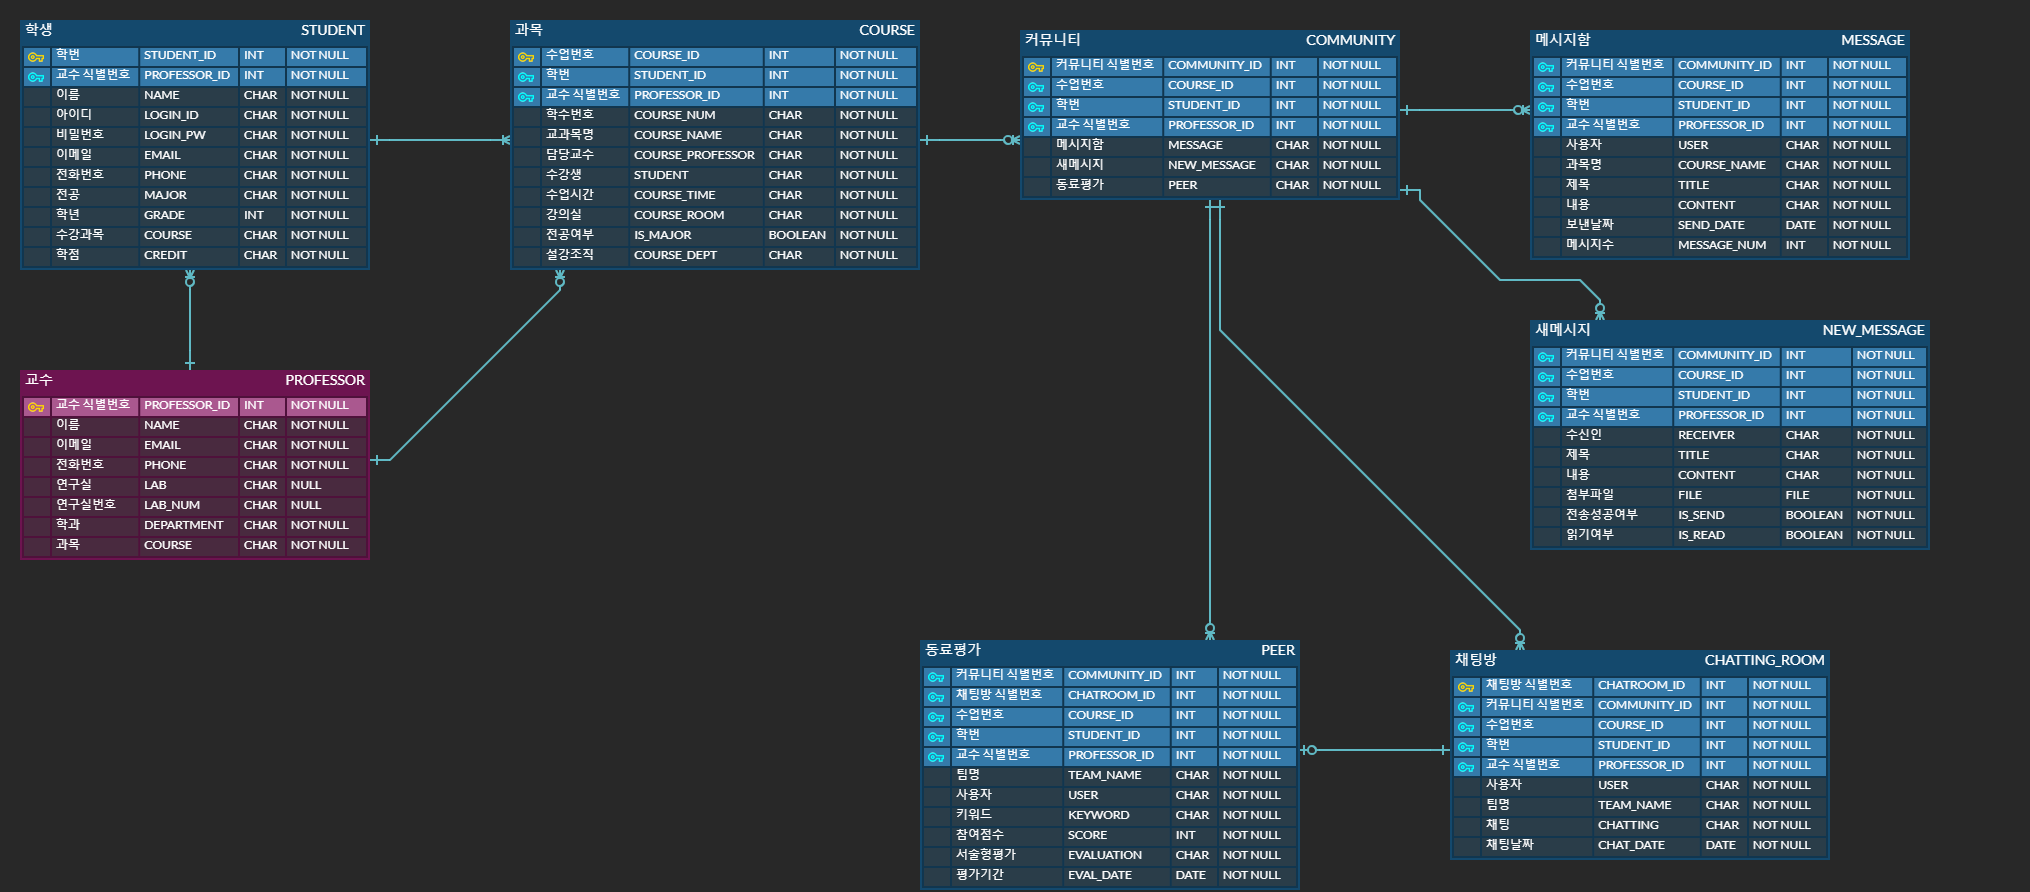 학생 STUDENT
학번 STUDENT_ID INT NOT NULL
교수 식별번호 PROFESSOR_ID INT NOT NULL
이름 NAME CHAR NOT NULL
아이디 LOGIN_ID CHAR NOT NULL
비밀번호 LOGIN_PW CHAR NOT NULL
이메일 EMAIL CHAR NOT NULL
전화번호 PHONE CHAR NOT NULL
전공 MAJOR CHAR NOT NULL
학년 GRADE INT NOT NULL
수강과목 COURSE CHAR NOT NULL
학점 CREDIT CHAR NOT NULL
과목 COURSE
수업번호 COURSE_ID INT NOT NULL
학번 STUDENT_ID INT NOT NULL
교수 식별번호 PROFESSOR_ID INT NOT NULL
학수번호 COURSE_NUM CHAR NOT NULL
교과목명 COURSE_NAME CHAR NOT NULL
담당교수 COURSE_PROFESSOR CHAR NOT NULL
수강생 STUDENT CHAR NOT NULL
수업시간 COURSE_TIME CHAR NOT NULL
강의실 COURSE_ROOM CHAR NOT NULL
전공여부 IS_MAJOR BOOLEAN NOT NULL
설강조직 COURSE_DEPT CHAR NOT NULL
커뮤니티 COMMUNITY
커뮤니티 식별번호 COMMUNITY_ID INT NOT NULL
수업번호 COURSE_ID INT NOT NULL
학번 STUDENT_ID INT NOT NULL
교수 식별번호 PROFESSOR_ID INT NOT NULL
메시지함 MESSAGE CHAR NOT NULL
새메시지 NEW_MESSAGE CHAR NOT NULL
동료평가 PEER CHAR NOT NULL
메시지함 MESSAGE
커뮤니티 식별번호 COMMUNITY_ID INT NOT NULL
수업번호 COURSE_ID INT NOT NULL
학번 STUDENT_ID INT NOT NULL
교수 식별번호 PROFESSOR_ID INT NOT NULL
사용자 USER CHAR NOT NULL
과목명 COURSE_NAME CHAR NOT NULL
제목 TITLE CHAR NOT NULL
내용 CONTENT CHAR NOT NULL
보낸날짜 SEND_DATE DATE NOT NULL
메시지수 MESSAGE_NUM INT NOT NULL
교수 PROFESSOR
교수 식별번호 PROFESSOR_ID INT NOT NULL
이름 NAME CHAR NOT NULL
이메일 EMAIL CHAR NOT NULL
전화번호 PHONE CHAR NOT NULL
연구실 LAB CHAR NULL
연구실번호 LAB_NUM CHAR NULL
학과 DEPARTMENT CHAR NOT NULL
과목 COURSE CHAR NOT NULL
새메시지 NEW_MESSAGE
커뮤니티 식별번호 COMMUNITY_ID INT NOT NULL
수업번호 COURSE_ID INT NOT NULL
학번 STUDENT_ID INT NOT NULL
교수 식별번호 PROFESSOR_ID INT NOT NULL
수신인 RECEIVER CHAR NOT NULL
제목 TITLE CHAR NOT NULL
내용 CONTENT CHAR NOT NULL
첨부파일 FILE FILE NOT NULL
전송성공여부 IS_SEND BOOLEAN NOT NULL
읽기여부 IS_READ BOOLEAN NOT NULL
동료평가 PEER
커뮤니티 식별번호 COMMUNITY_ID INT NOT NULL
채팅방 식별번호 CHATROOM_ID INT NOT NULL
수업번호 COURSE_ID INT NOT NULL
학번 STUDENT_ID INT NOT NULL
교수 식별번호 PROFESSOR_ID INT NOT NULL
팀명 TEAM_NAME CHAR NOT NULL
사용자 USER CHAR NOT NULL
키워드 KEYWORD CHAR NOT NULL
참여점수 SCORE INT NOT NULL
서술형평가 EVALUATION CHAR NOT NULL
평가기간 EVAL_DATE DATE NOT NULL
채팅방 CHATTING_ROOM
채팅방 식별번호 CHATROOM_ID INT NOT NULL
커뮤니티 식별번호 COMMUNITY_ID INT NOT NULL
수업번호 COURSE_ID INT NOT NULL
학번 STUDENT_ID INT NOT NULL
교수 식별번호 PROFESSOR_ID INT NOT NULL
사용자 USER CHAR NOT NULL
팀명 TEAM_NAME CHAR NOT NULL
채팅 CHATTING CHAR NOT NULL
채팅날짜 CHAT_DATE DATE NOT NULL